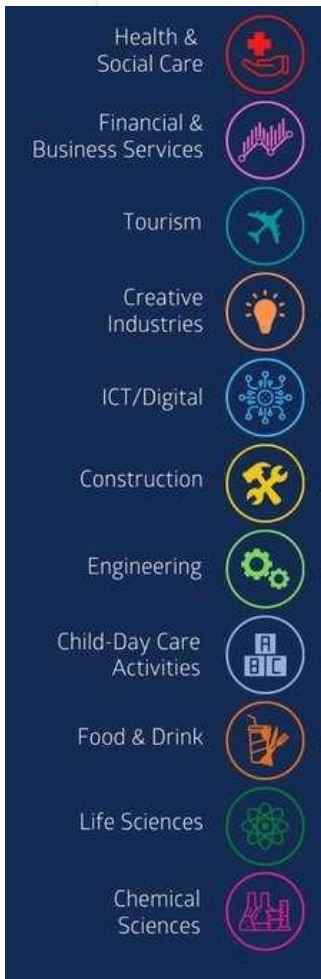 Health &
Social Care
Financial &
Business Services
Tourism
Creative
Industries
ICT/Digital
Construction
Engineering
Child-Day Care
Activities
A
B C
Food & Drink
Life Sciences
Chemical
Sciences